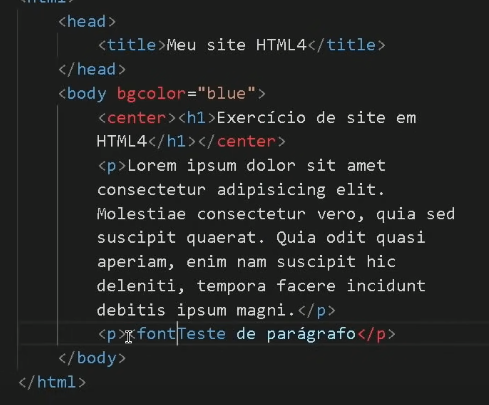 <html>
<head>
<title>Meu site HTML4</title>
</head>
<body bgcolor="blue">
<center><h1>Exercício de site em
HTML4</h1></center>
<p>Lorem ipsum dolor sit amet
consectetur adipisicing elit.
Molestiae consectetur vero, quia sed
suscipit quaerat. Quia odit quasi
aperiam, enim nam suscipit hic
deleniti, tempora facere incidunt
debitis ipsum magni.</p>
<p><fontTeste de parágrafo</p>
</body>
</html>